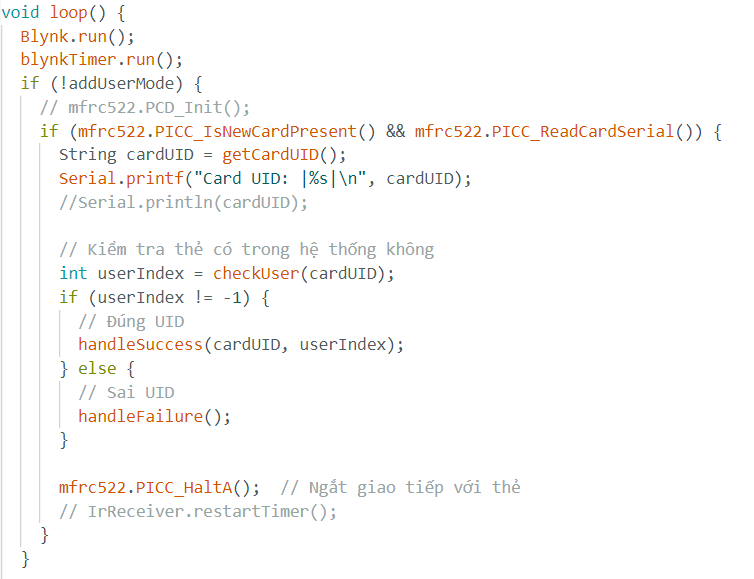 void loop() {
  Blynk.run();
  blynkTimer.run();
  if (!addUserMode) {
    // mfrc522.PCD_Init();
    if (mfrc522.PICC_IsNewCardPresent() && mfrc522.PICC_ReadCardSerial()) {
      String cardUID = getCardUID();
      Serial.printf("Card UID: |%s|\n", cardUID);
      //Serial.println(cardUID);

      // Kiểm tra thẻ có trong hệ thống không
      int userIndex = checkUser(cardUID);
      if (userIndex != -1) {
        // Đúng UID
        handleSuccess(cardUID, userIndex);
      } else {
        // Sai UID
        handleFailure();
      }

      mfrc522.PICC_HaltA();  // Ngắt giao tiếp với thẻ
      // IrReceiver.restartTimer();
    }
  }